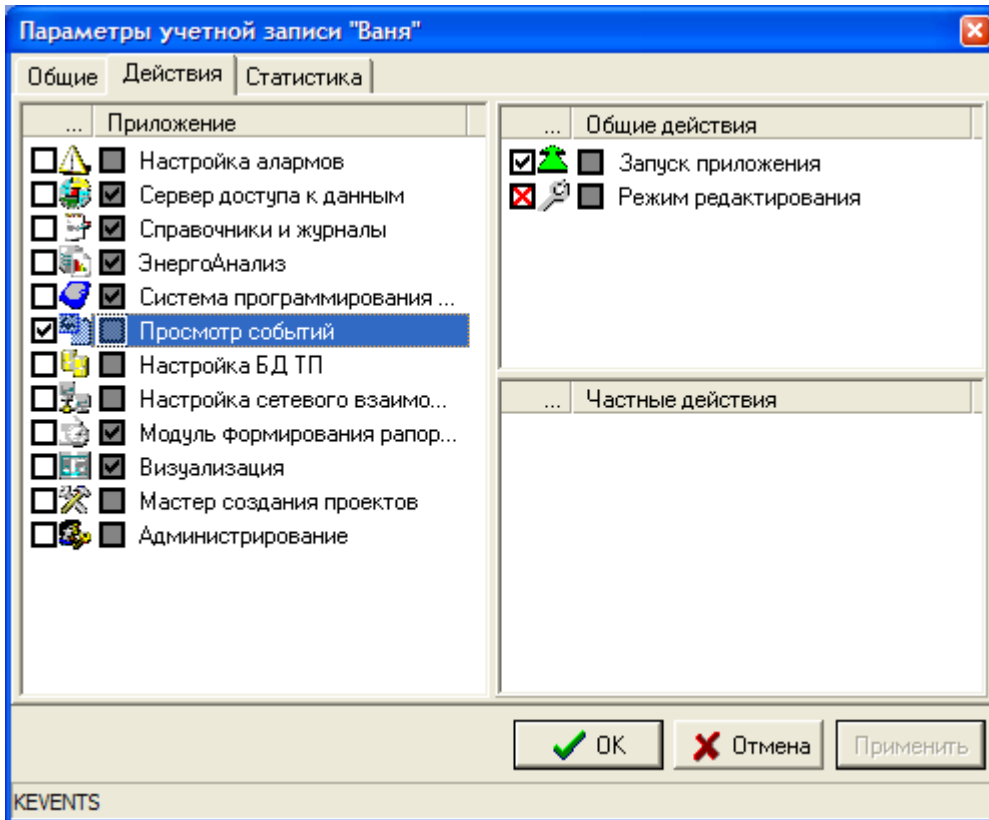 Параметры учетной записи "Ваня"
Общие Действия Статистика
... Приложение
Настройка алармов
Сервер доступа к данным
Справочники и журналы
ЭнергоАнализ
Система программирования ...
Просмотр событий
Настройка БД ТП
Настройка сетевого взаимо...
Модуль формирования рапор...
Визуализация
Мастер создания проектов
Администрирование
... Общие действия
Запуск приложения
Режим редактирования
... Частные действия
OK Отмена Применить
KEVENTS